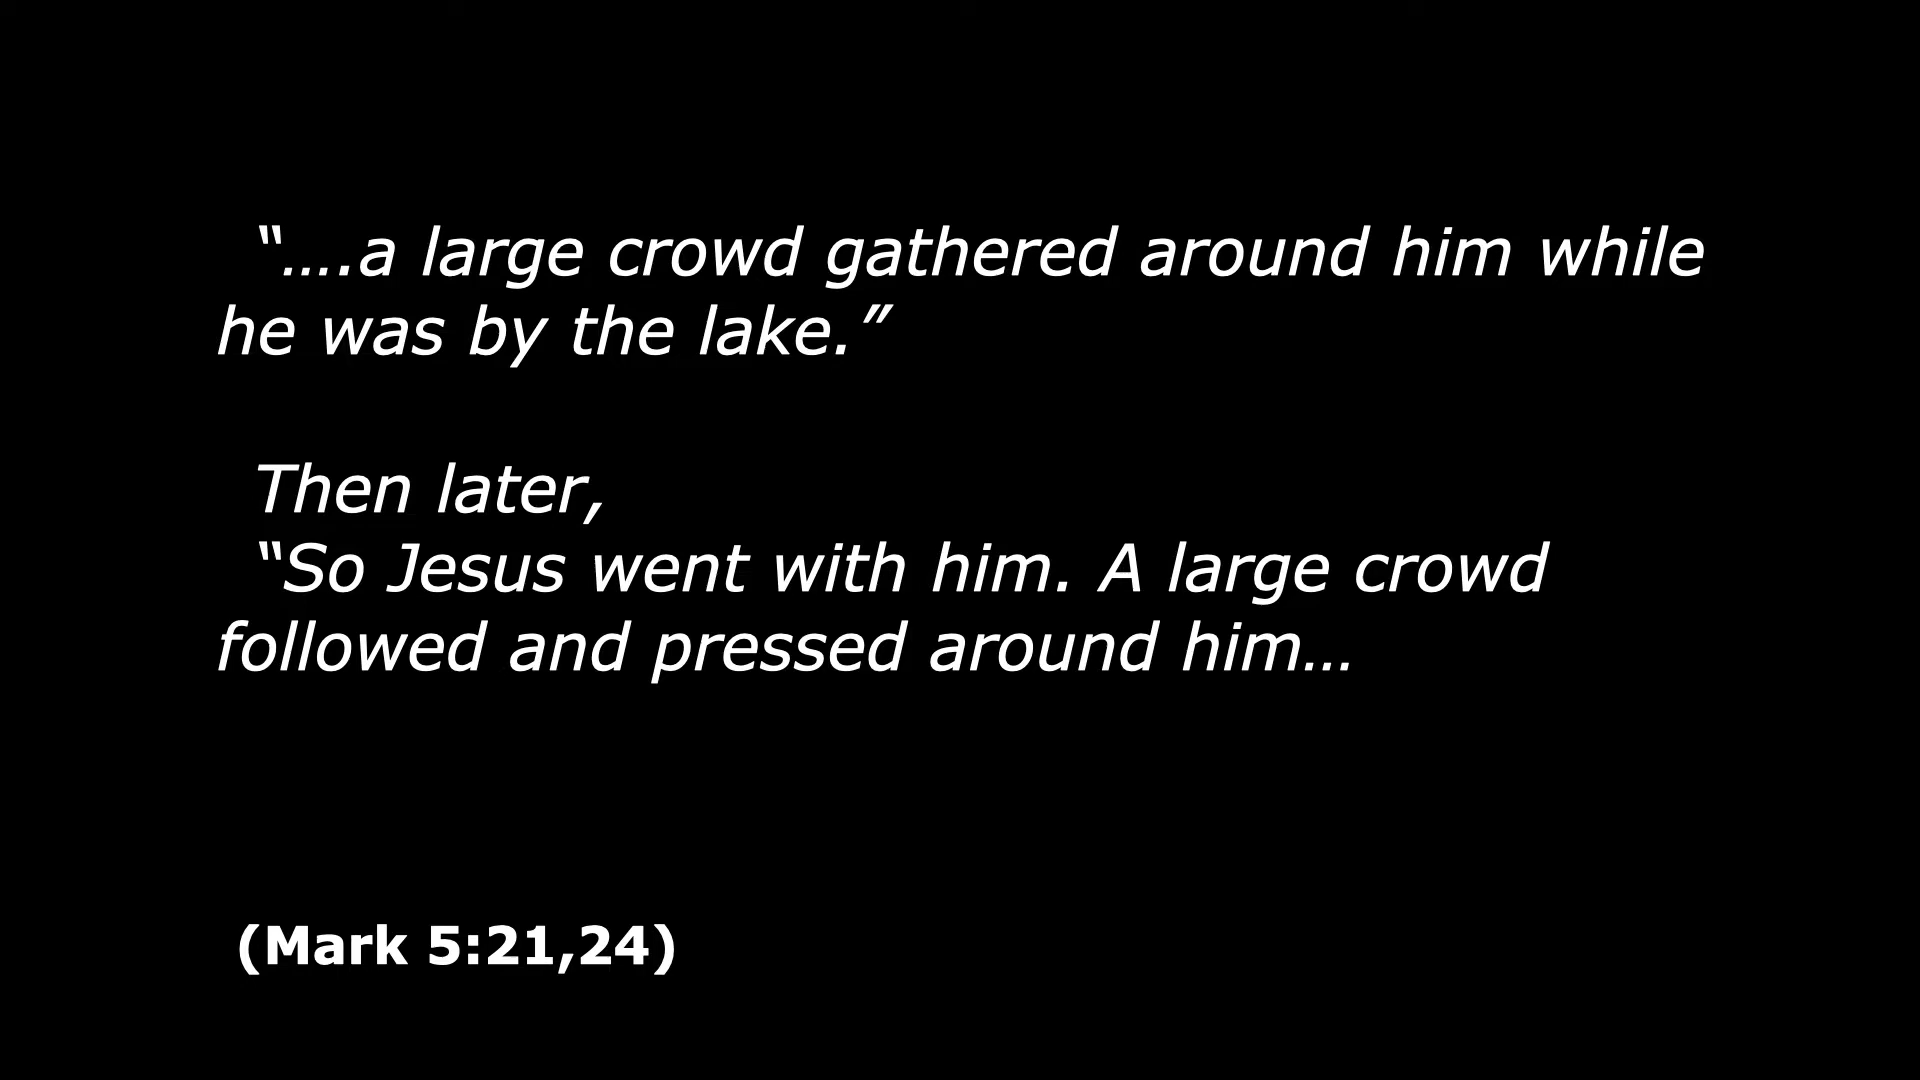 “….a large crowd gathered around him while
he was by the lake.”
Then later,
“So Jesus went with him. A large crowd
followed and pressed around him…
(Mark 5:21,24)